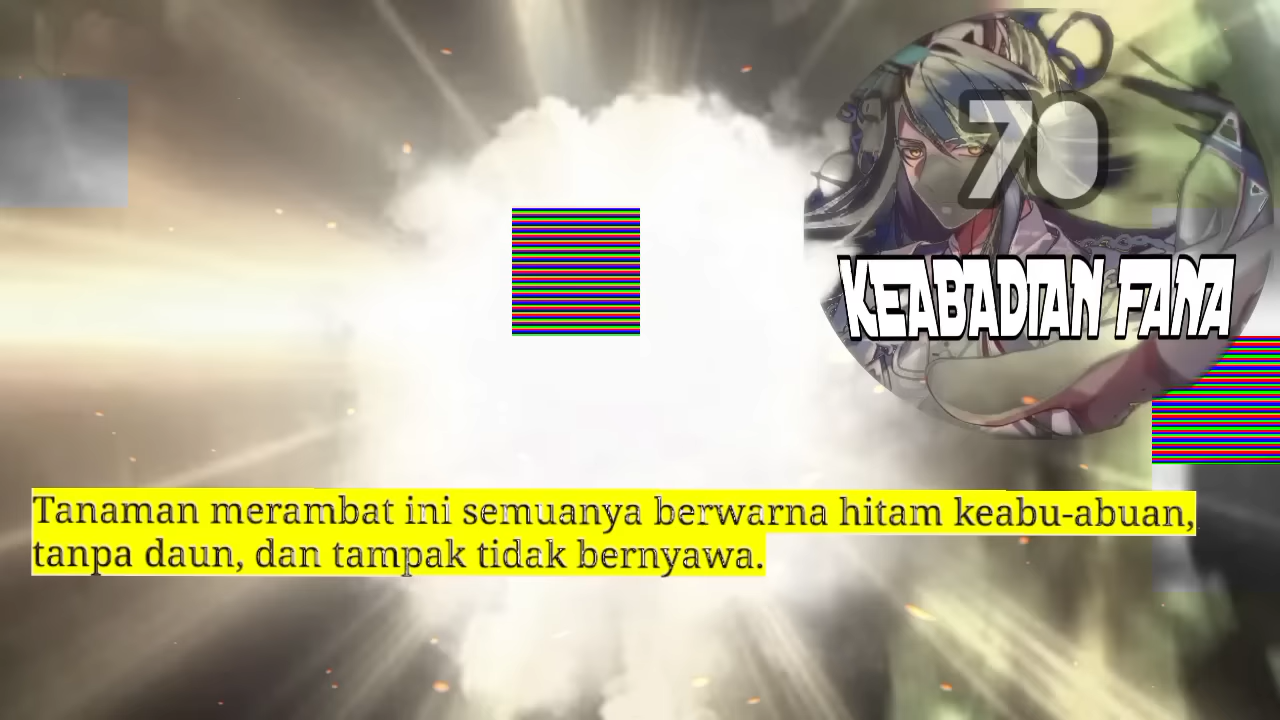 70
KEABADIAN FANA
Tanaman merambat ini semuanya berwarna hitam keabu-abuan,
tanpa daun, dan tampak tidak bernyawa.